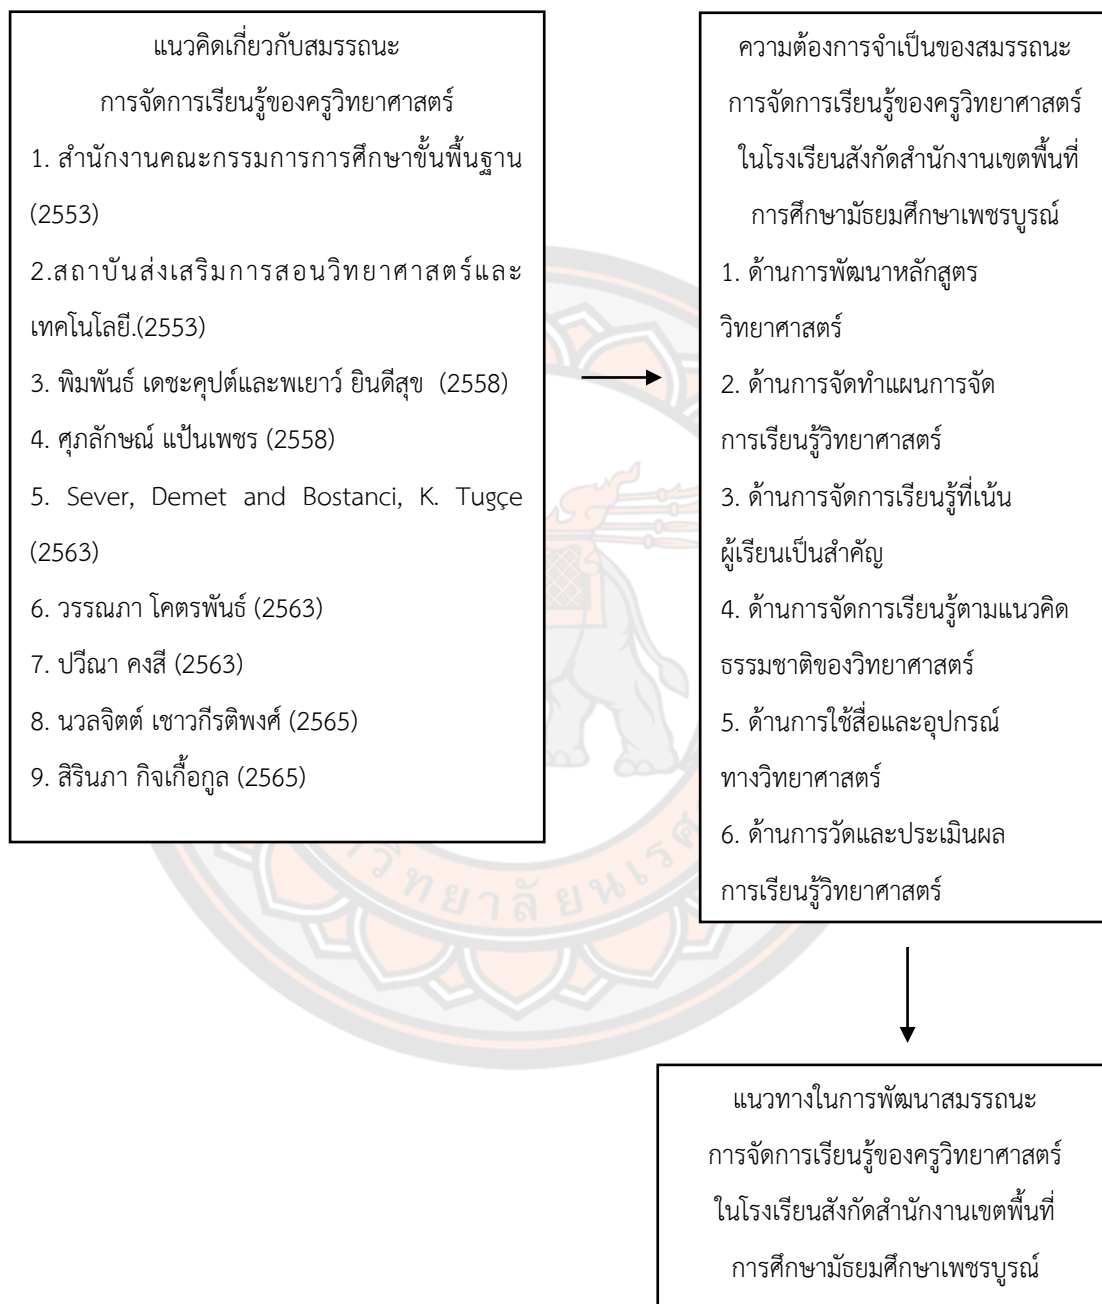 แนวคิดเกี่ยวกับสมรรถนะ
การจัดการเรียนรู้ของครูวิทยาศาสตร์
1. สำนักงานคณะกรรมการการศึกษาขั้นพื้นฐาน
(2553)
2.สถาบันส่งเสริมการสอนวิทยาศาสตร์และ
เทคโนโลยี.(2553)
3. พิมพันธ์ เดชะคุปต์และพเยาว์ ยินดีสุข (2558)
4. ศุภลักษณ์ แป้นเพชร (2558)
5. Sever, Demet and Bostanci, K. Tugçe
(2563)
6. วรรณภา โคตรพันธ์ (2563)
7. ปวีณา คงสี (2563)
8. นวลจิตต์ เชาวกีรติพงศ์ (2565)
9. สิรินภา กิจเกื้อกูล (2565)
ความต้องการจำเป็นของสมรรถนะ
การจัดการเรียนรู้ของครูวิทยาศาสตร์
ในโรงเรียนสังกัดสำนักงานเขตพื้นที่
การศึกษามัธยมศึกษาเพชรบูรณ์
1. ด้านการพัฒนาหลักสูตร
วิทยาศาสตร์
2. ด้านการจัดทำแผนการจัด
การเรียนรู้วิทยาศาสตร์
3. ด้านการจัดการเรียนรู้ที่เน้น
ผู้เรียนเป็นสำคัญ
4. ด้านการจัดการเรียนรู้ตามแนวคิด
ธรรมชาติของวิทยาศาสตร์
5. ด้านการใช้สื่อและอุปกรณ์
ทางวิทยาศาสตร์
6. ด้านการวัดและประเมินผล
การเรียนรู้วิทยาศาสตร์
แนวทางในการพัฒนาสมรรถนะ
การจัดการเรียนรู้ของครูวิทยาศาสตร์
ในโรงเรียนสังกัดสำนักงานเขตพื้นที่
การศึกษามัธยมศึกษาเพชรบูรณ์